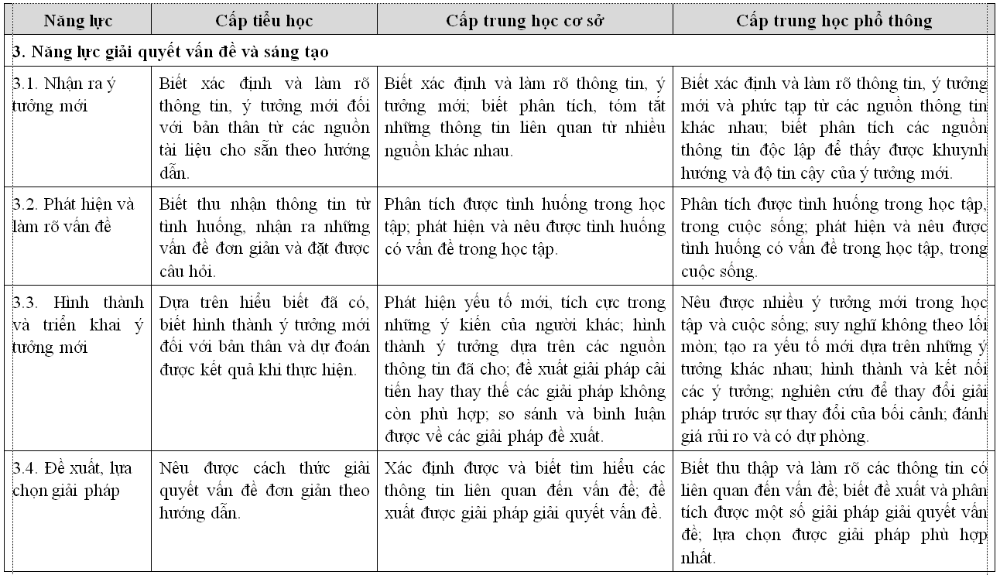 Năng lực
Cấp tiểu học
Cấp trung học cơ sở
Cấp trung học phổ thông
3. Năng lực giải quyết vấn đề và sáng tạo
3.1. Nhận ra ý
tưởng mới
Biết xác định và làm rõ
thông tin, ý tưởng mới đối
với bản thân từ các nguồn
tài liệu cho sẵn theo hướng
dẫn.
Biết xác định và làm rõ thông tin, ý
tưởng mới; biết phân tích, tóm tắt
những thông tin liên quan từ nhiều
nguồn khác nhau.
Biết xác định và làm rõ thông tin, ý tưởng
mới và phức tạp từ các nguồn thông tin
khác nhau; biết phân tích các nguồn
thông tin độc lập để thấy được khuynh
hướng và độ tin cậy của ý tưởng mới.
3.2. Phát hiện và
làm rõ vấn đề
Biết thu nhận thông tin từ
tình huống, nhận ra những
vấn đề đơn giản và đặt được
câu hỏi.
Phân tích được tình huống trong học
tập; phát hiện và nêu được tình huống
có vấn đề trong học tập.
Phân tích được tình huống trong học tập,
trong cuộc sống; phát hiện và nêu được
tình huống có vấn đề trong học tập, trong
cuộc sống.
3.3. Hình thành
và triển khai ý
tưởng mới
Dựa trên hiểu biết đã có,
biết hình thành ý tưởng mới
đối với bản thân và dự đoán
được kết quả khi thực hiện.
Phát hiện yếu tố mới, tích cực trong
những ý kiến của người khác; hình
thành ý tưởng dựa trên các nguồn
thông tin đã cho; đề xuất giải pháp cải
tiến hay thay thế các giải pháp không
còn phù hợp; so sánh và bình luận
được về các giải pháp đề xuất.
Nêu được nhiều ý tưởng mới trong học
tập và cuộc sống; suy nghĩ không theo lối
mòn; tạo ra yếu tố mới dựa trên những ý
tưởng khác nhau; hình thành và kết nối
các ý tưởng; nghiên cứu để thay đổi giải
pháp trước sự thay đổi của bối cảnh; đánh
giá rủi ro và có dự phòng.
3.4. Đề xuất, lựa
chọn giải pháp
Nêu được cách thức giải
quyết vấn đề đơn giản theo
hướng dẫn.
Xác định được và biết tìm hiểu các
thông tin liên quan đến vấn đề; đề
xuất được giải pháp giải quyết vấn đề.
Biết thu thập và làm rõ các thông tin có
liên quan đến vấn đề; biết đề xuất và phân
tích được một số giải pháp giải quyết vấn
đề; lựa chọn được giải pháp phù hợp
nhất.